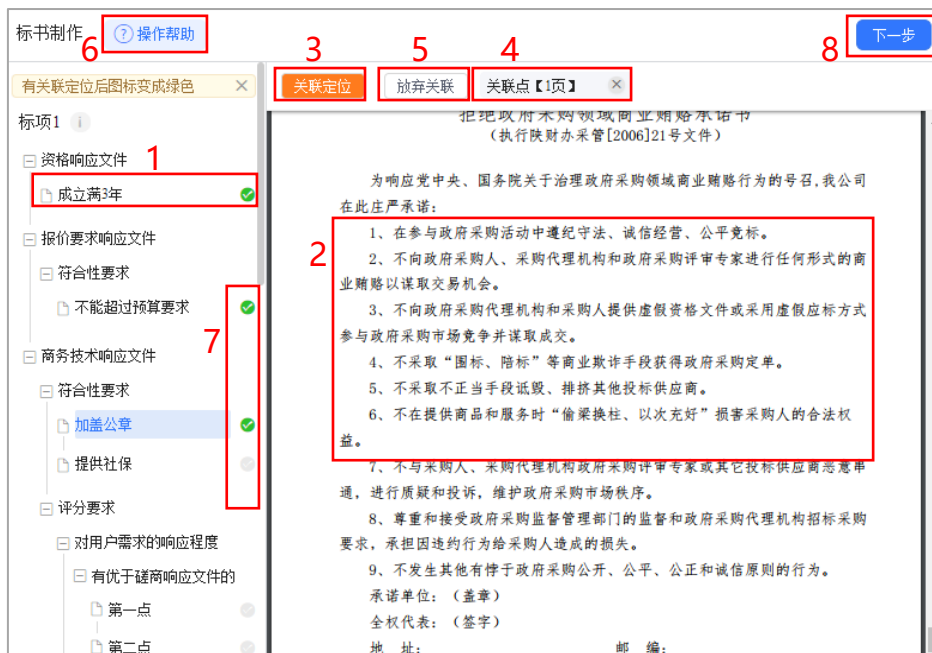 标书制作
6
? 操作帮助
3
关联定位
5
放弃关联
4
关联点【1页】
8
下一步
有关联定位后图标变成绿色
标项1
资格响应文件
1
成立满3年
报价要求响应文件
符合性要求
不能超过预算要求
7
商务技术响应文件
符合性要求
加盖公章
提供社保
评分要求
对用户需求的响应程度
有优于磋商响应文件的
第一点
第二点
拒绝政府采购领域商业贿赂承诺书
(执行陕财办采管[2006]21号文件)
为响应党中央、国务院关于治理政府采购领域商业贿赂行为的号召,我公司
在此庄严承诺:
2
1、在参与政府采购活动中遵纪守法、诚信经营、公平竞标。
2、不向政府采购人、采购代理机构和政府采购评审专家进行任何形式的商
业贿赂以谋取交易机会。
3、不向政府采购代理机构和采购人提供虚假资格文件或采用虚假应标方式
参与政府采购市场竞争并谋取成交。
4、不采取“围标、陪标”等商业欺诈手段获得政府采购定单。
5、不采取不正当手段诋毁、排挤其他投标供应商。
6、不在提供商品和服务时“偷梁换柱、以次充好”损害采购人的合法权
益。
7、不与采购人、采购代理机构政府采购评审专家或其它投标供应商恶意串
通，进行质疑和投诉，维护政府采购市场秩序。
8、尊重和接受政府采购监督管理部门的监督和政府采购代理机构招标采购
要求，承担因违约行为给采购人造成的损失。
9、不发生其他有悖于政府采购公开、公平、公正和诚信原则的行为。
承诺单位: (盖章)
全权代表: (签字)
地 址: 邮 编: